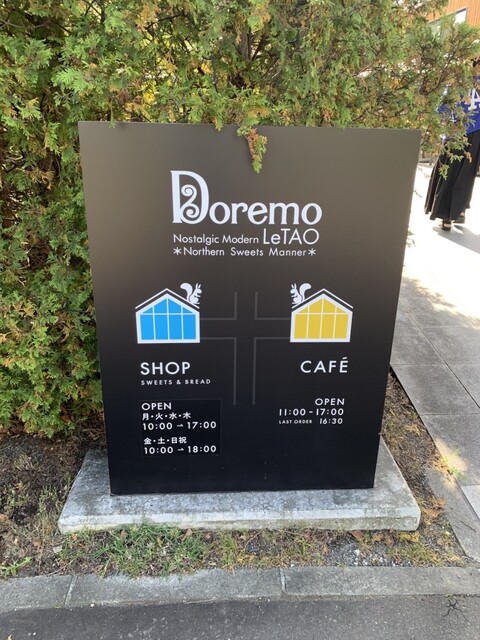 Doremo
Nostalgic Modern LeTAO
*Northern Sweets Manner*
SHOP
SWEETS & BREAD
OPEN
月・火・水・木
10:00－17:00
金・土・日祝
10:00－18:00
CAFÉ
OPEN
11:00-17:00
LAST.ORDER 16:30